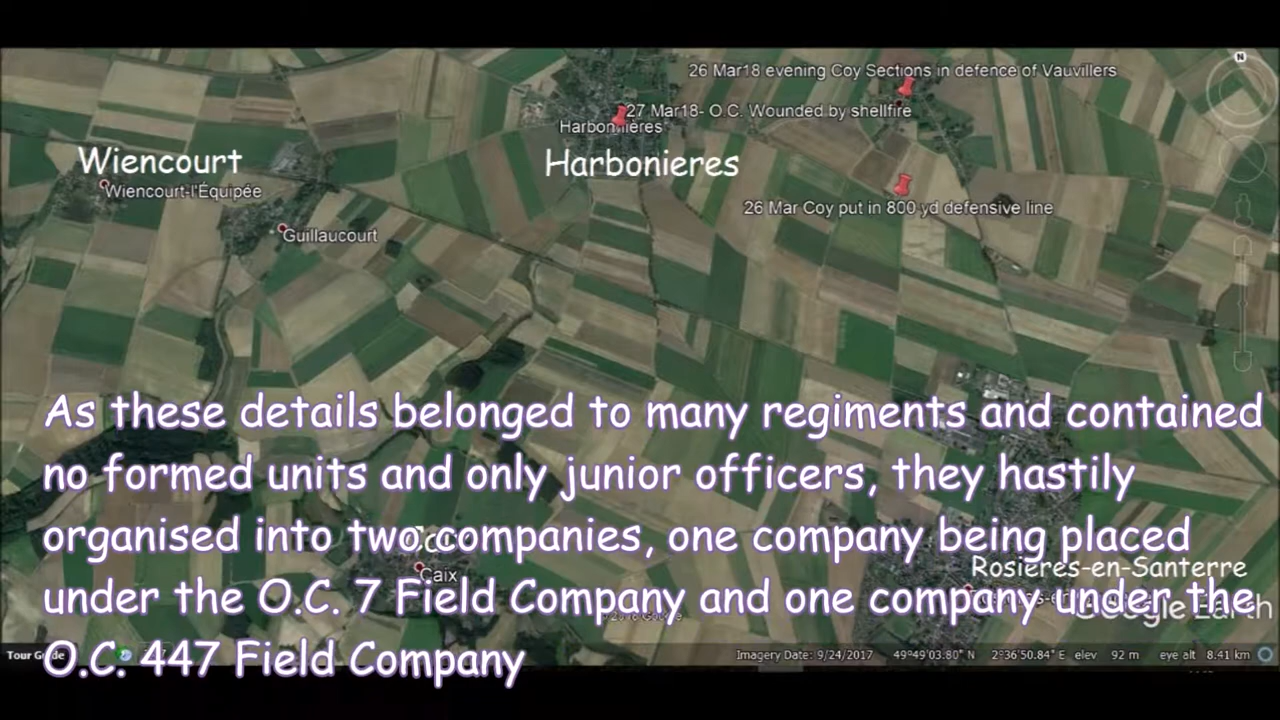 26 Mar18 evening Coy Sections in defence of Vauvillers
27 Mar18- O.C. Wounded by shellfire
Harbonnières
Wiencourt
Harbonieres
Wiencourt-l'Équipée
26 Mar Coy put in 800 yd defensive line
Guillaucourt
As these details belonged to many regiments and contained
no formed units and only junior officers, they hastily
organised into two companies, one company being placed
under the O.C. 7 Field Company and one company under the
O.C. 447 Field Company
Caix
Rosieres-en-Santerre
Google Earth
Tour Guide
Imagery Date: 9/24/2017 49°49'03.80" N 2°36'50.84" E elev 92 m eye alt 8.41 km
N